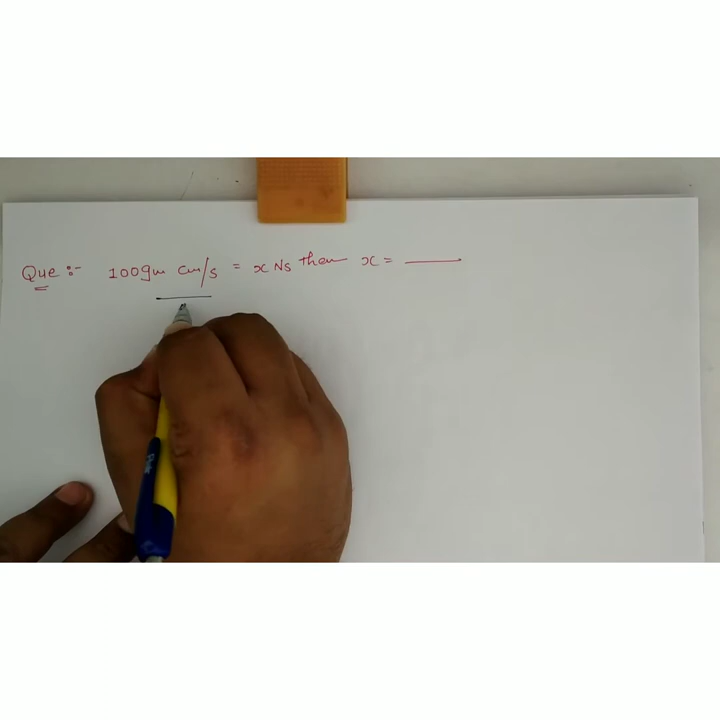 Que :- 100gm cm/s = x Ns then x = ______